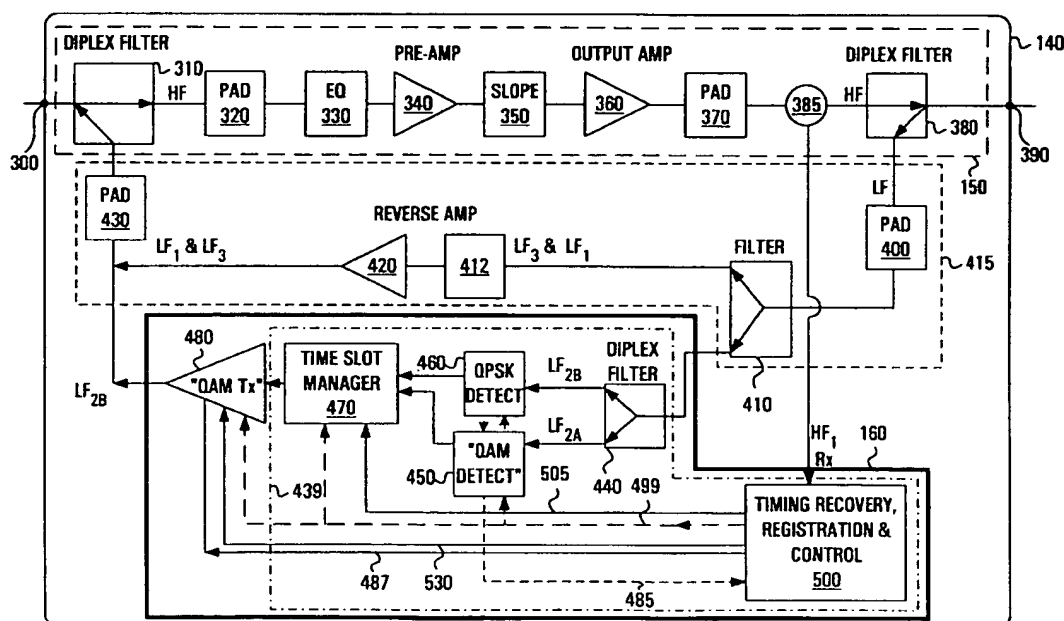 DIPLEX FILTER
310
HF
PAD
320
EQ
330
PRE-AMP
340
SLOPE
350
OUTPUT AMP
360
PAD
370
385
DIPLEX FILTER
HF
380
140
300
390
150
LF
PAD
430
REVERSE AMP
LF1 & LF3
420
412
LF3 & LF1
FILTER
PAD
400
415
410
480
"QAM Tx"
LF2B
TIME SLOT
MANAGER
470
460
QPSK
DETECT
LF2B
DIPLEX
FILTER
LF2A
"QAM
DETECT"
450
440
439
505
499
HF1
Rx
160
TIMING RECOVERY,
REGISTRATION &
CONTROL
500
487
530
485